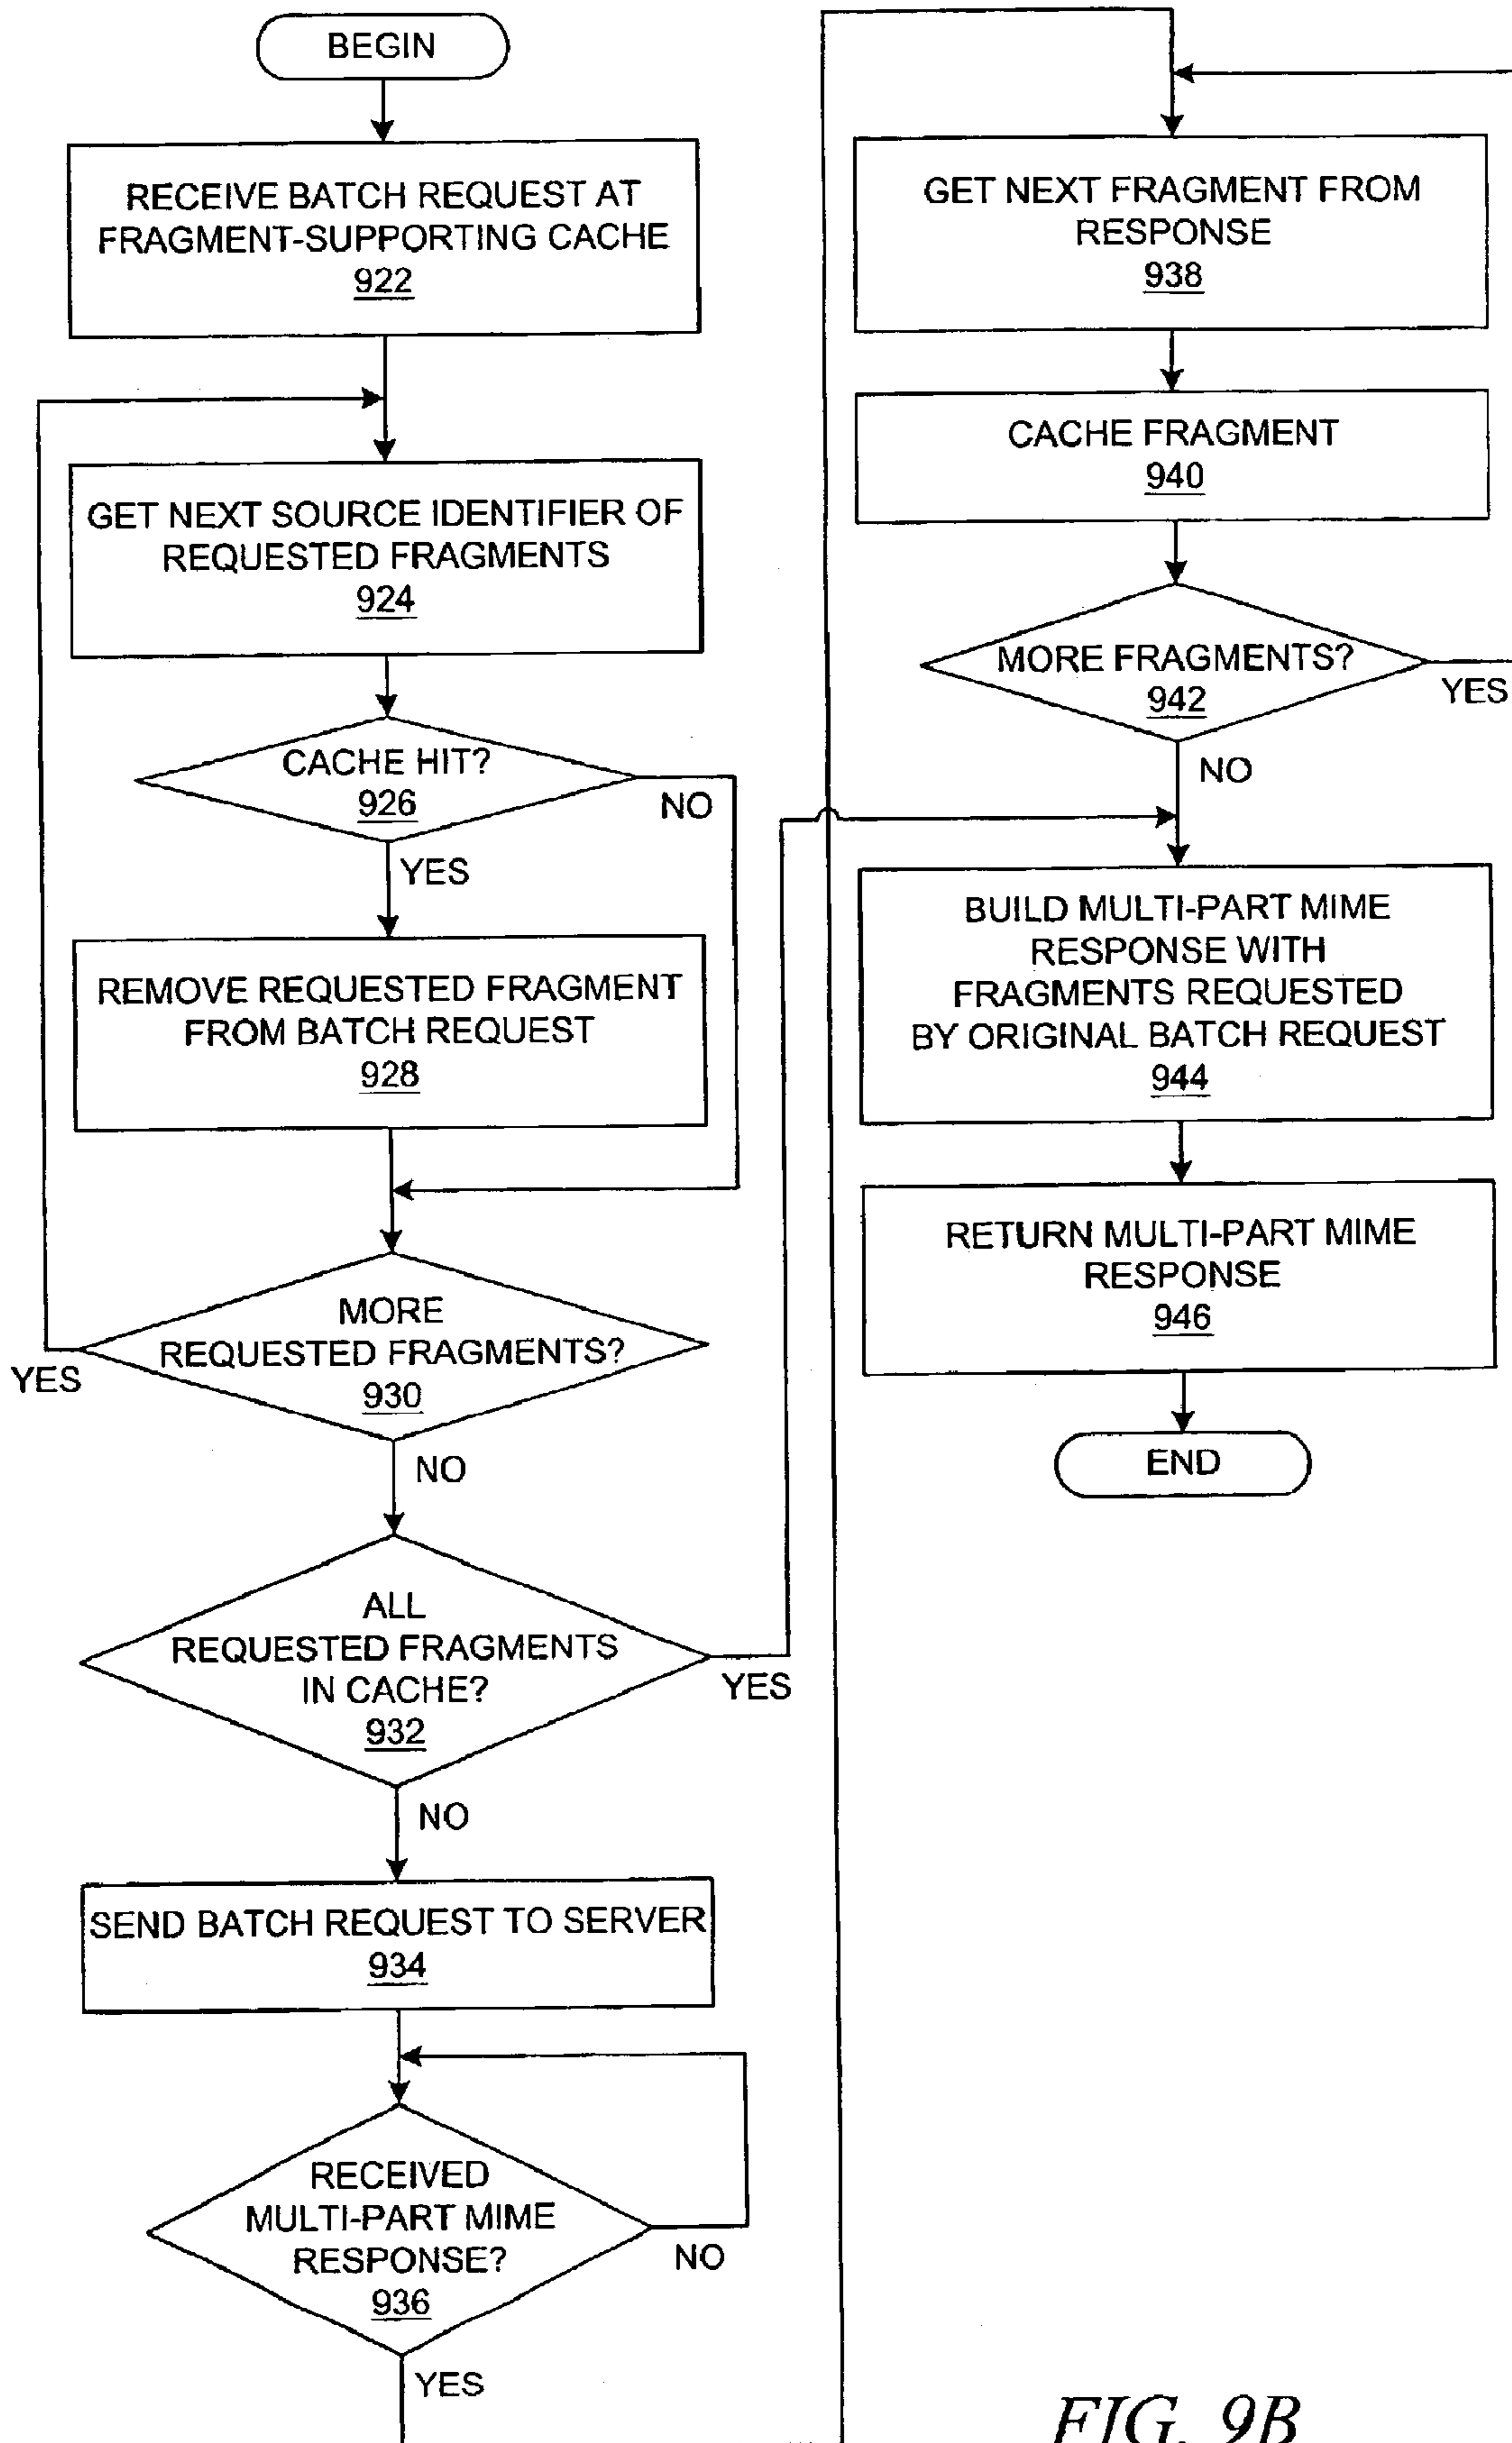 BEGIN
RECEIVE BATCH REQUEST AT
FRAGMENT-SUPPORTING CACHE
922
GET NEXT SOURCE IDENTIFIER OF
REQUESTED FRAGMENTS
924
CACHE HIT?
926
NO
YES
REMOVE REQUESTED FRAGMENT
FROM BATCH REQUEST
928
MORE
REQUESTED FRAGMENTS?
930
YES
NO
ALL
REQUESTED FRAGMENTS
IN CACHE?
932
YES
NO
SEND BATCH REQUEST TO SERVER
934
RECEIVED
MULTI-PART MIME
RESPONSE?
936
NO
YES
GET NEXT FRAGMENT FROM
RESPONSE
938
CACHE FRAGMENT
940
MORE FRAGMENTS?
942
YES
NO
BUILD MULTI-PART MIME
RESPONSE WITH
FRAGMENTS REQUESTED
BY ORIGINAL BATCH REQUEST
944
RETURN MULTI-PART MIME
RESPONSE
946
END
FIG. 9B